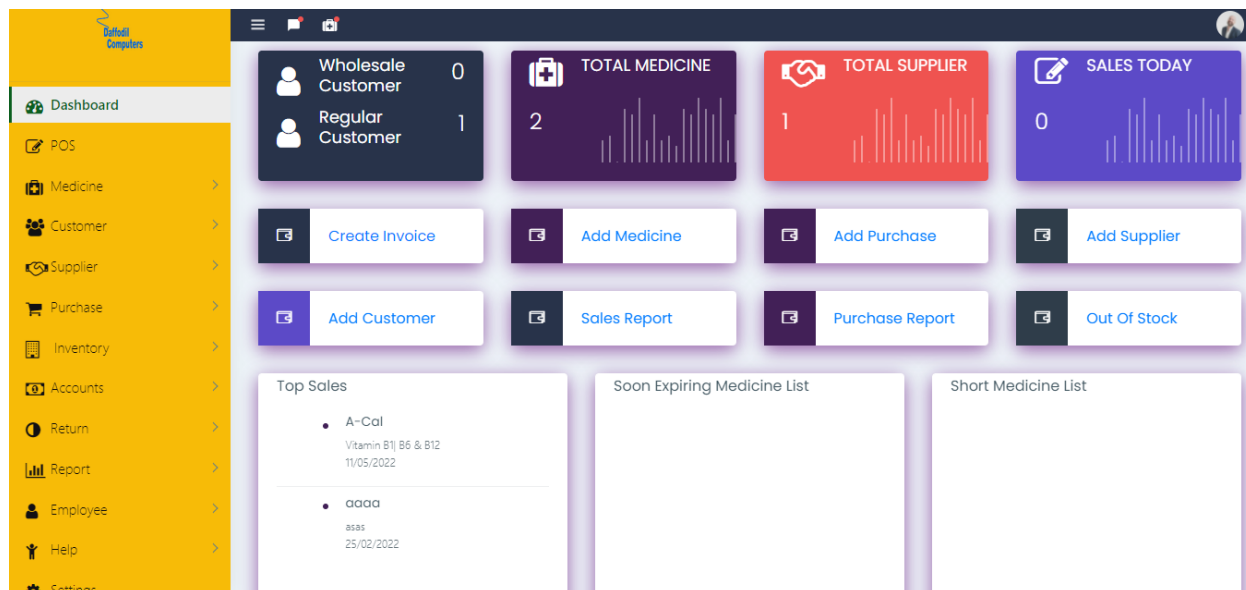 Daffodil
Computers
Dashboard
POS
Medicine
Customer
Supplier
Purchase
Inventory
Accounts
Return
Report
Employee
Help
Settings
Wholesale
Customer
0
Regular
Customer
1
TOTAL MEDICINE
2
TOTAL SUPPLIER
1
SALES TODAY
0
Create Invoice
Add Medicine
Add Purchase
Add Supplier
Add Customer
Sales Report
Purchase Report
Out Of Stock
Top Sales
A-Cal
Vitamin B1| B6 & B12
11/05/2022
aaaa
asas
25/02/2022
Soon Expiring Medicine List
Short Medicine List